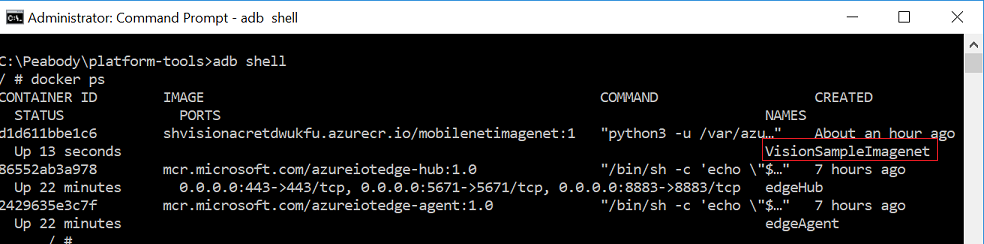 Administrator: Command Prompt - adb shell
C:\Peabody\platform-tools>adb shell
/ # docker ps
CONTAINER ID IMAGE COMMAND CREATED
STATUS PORTS NAMES
d1d611bbe1c6 shvisionacretdwukfu.azurecr.io/mobilenetimagenet:1 "python3 -u /var/azu…" About an hour ago
Up 13 seconds VisionSampleImagenet
86552ab3a978 mcr.microsoft.com/azureiotedge-hub:1.0 "/bin/sh -c 'echo \"$…" 7 hours ago
Up 22 minutes 0.0.0.0:443->443/tcp, 0.0.0.0:5671->5671/tcp, 0.0.0.0:8883->8883/tcp edgeHub
2429635e3c7f mcr.microsoft.com/azureiotedge-agent:1.0 "/bin/sh -c 'echo \"$…" 7 hours ago
Up 22 minutes edgeAgent
/ #